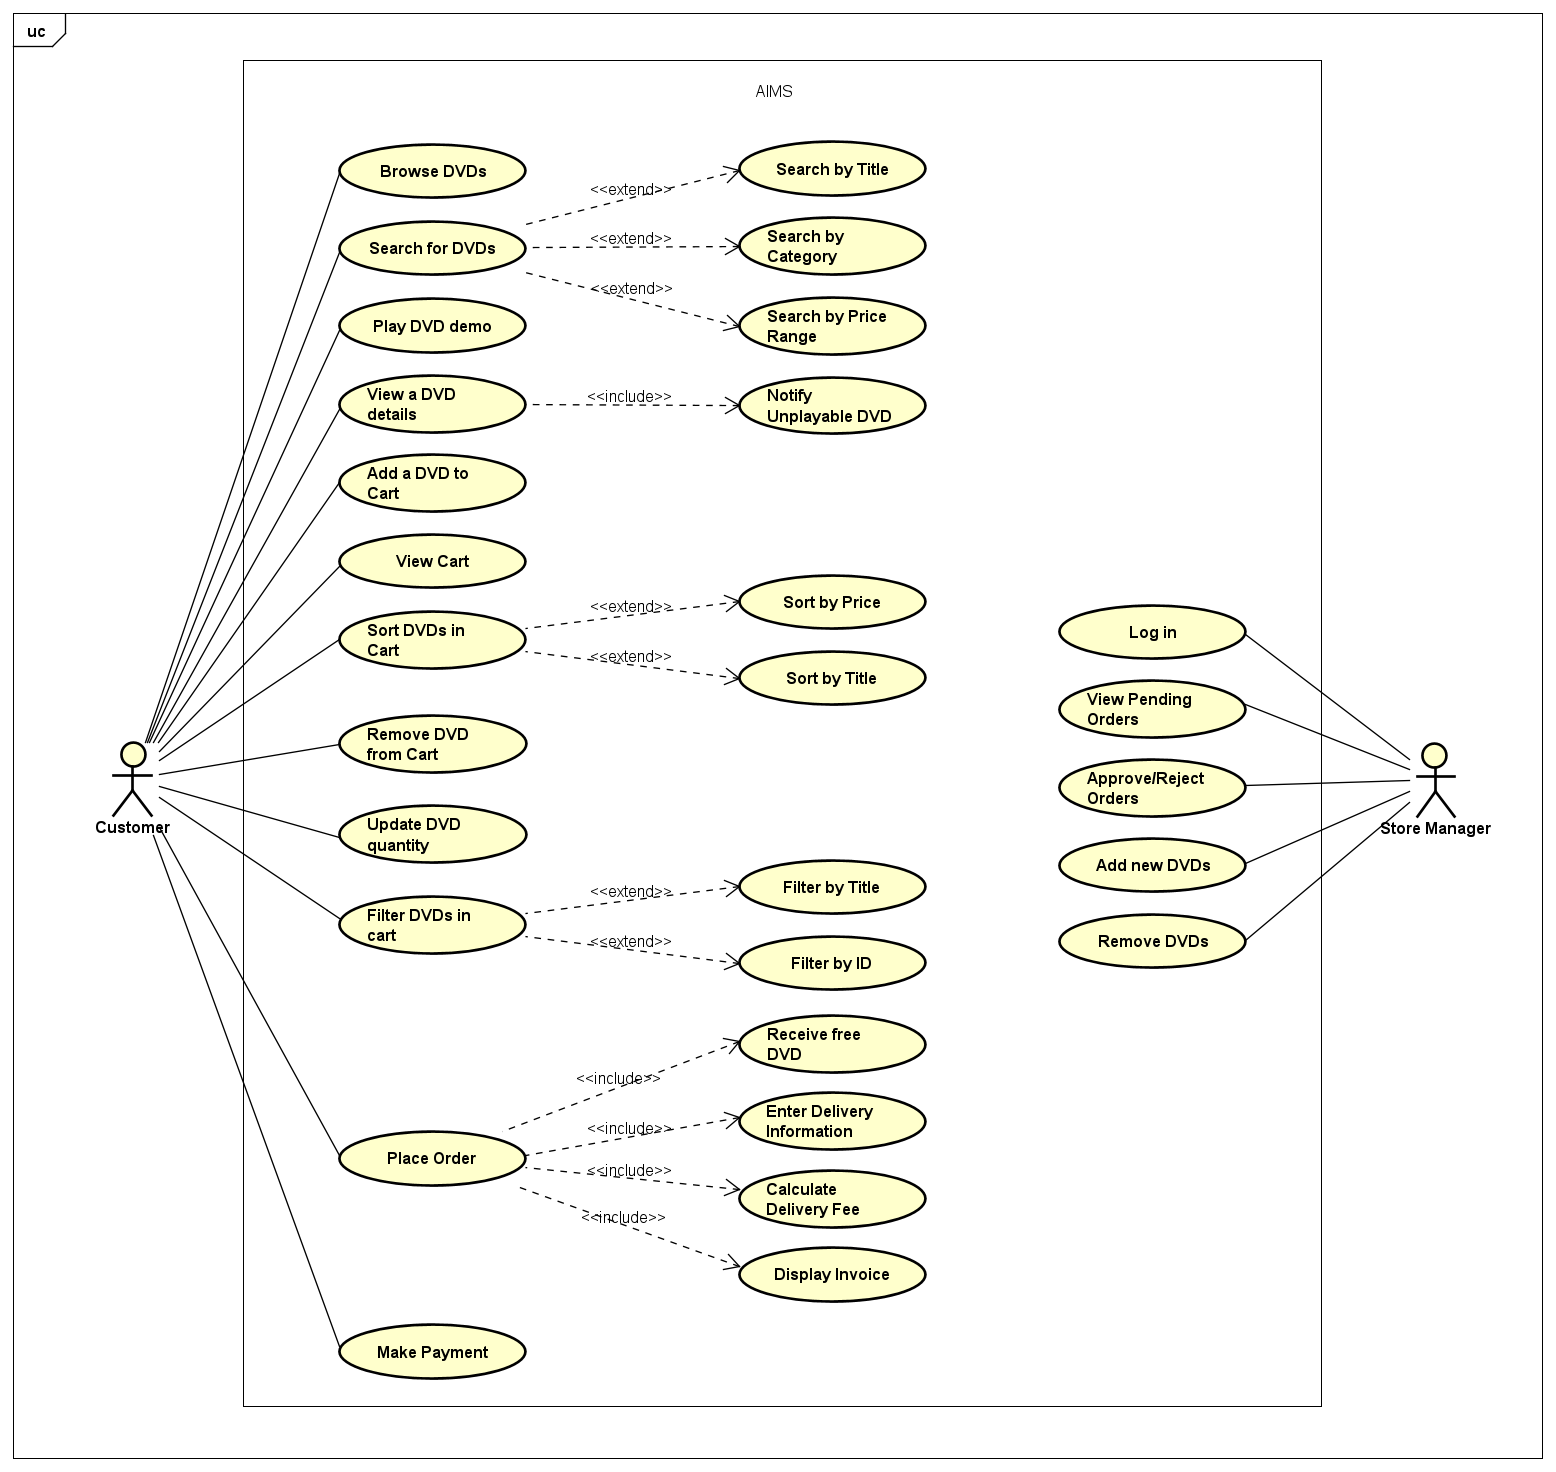 uc
AIMS
Browse DVDs
<<extend>>
Search by Title
Search for DVDs
<<extend>>
Search by
Category
<<extend>>
Play DVD demo
Search by Price
Range
View a DVD
details
<<include>>
Notify
Unplayable DVD
Add a DVD to
Cart
View Cart
Sort DVDs in
Cart
<<extend>>
Sort by Price
<<extend>>
Sort by Title
Log in
View Pending
Orders
Remove DVD
from Cart
Approve/Reject
Orders
Customer
Store Manager
Update DVD
quantity
Add new DVDs
Filter DVDs in
cart
<<extend>>
Filter by Title
<<extend>>
Filter by ID
Remove DVDs
Receive free
DVD
<<include>>
Enter Delivery
Information
<<include>>
Place Order
<<include>>
Calculate
Delivery Fee
<<include>>
Display Invoice
Make Payment